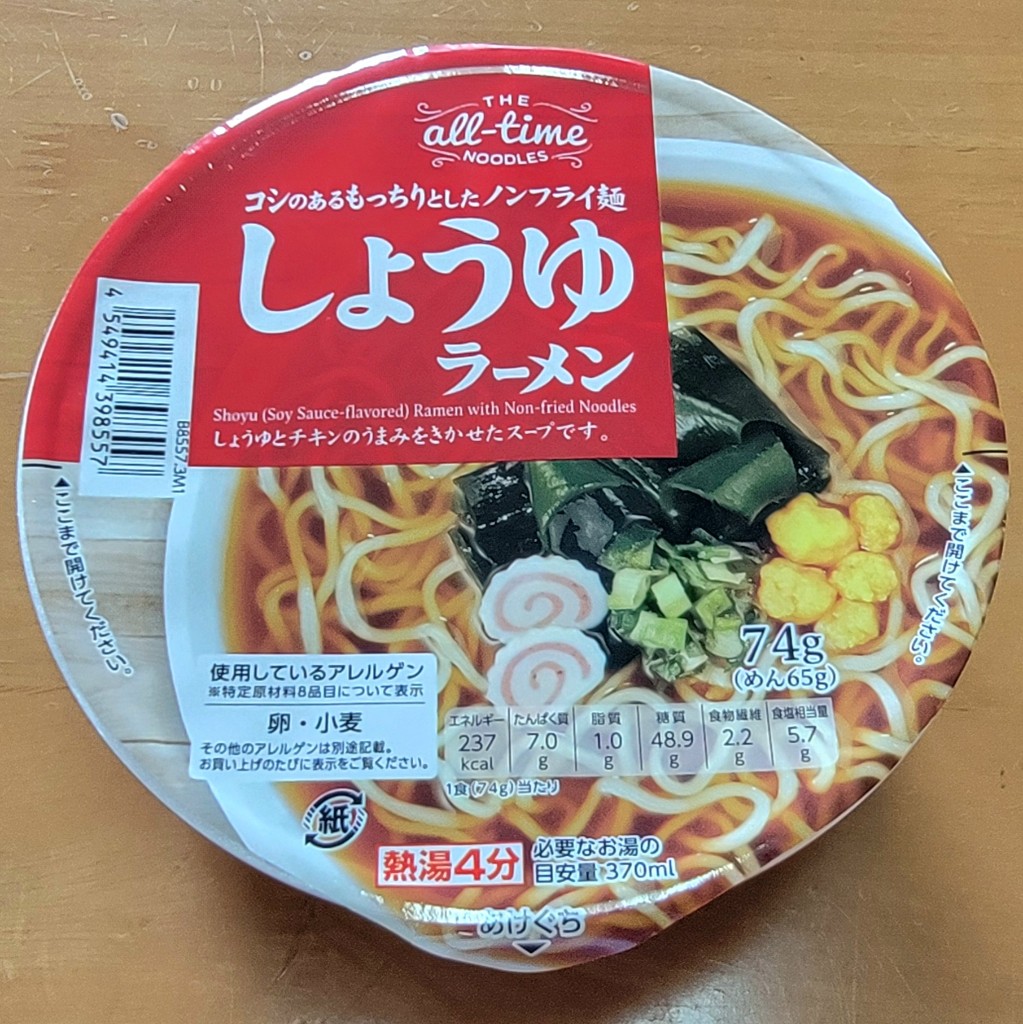 THE
all-time
NOODLES
コシのあるもっちりとしたノンフライ麺
しょうゆ
ラーメン
Shoyu (Soy Sauce-flavored) Ramen with Non-fried Noodles
しょうゆとチキンのうまみをきかせたスープです。
4 549414 398557
B8557.3M1
◀ここまで開けてください。
◀ここまで開けてください。
使用しているアレルゲン
※特定原材料8品目について表示
卵・小麦
その他のアレルゲンは別途記載。
お買い上げのたびに表示をご覧ください。
74g
(めん65g)
エネルギー たんぱく質 脂質 糖質 食物繊維 食塩相当量
237 7.0 1.0 48.9 2.2 5.7
kcal g g g g g
1食(74g)当たり
紙
熱湯4分
必要なお湯の
目安量 370ml
あけぐち